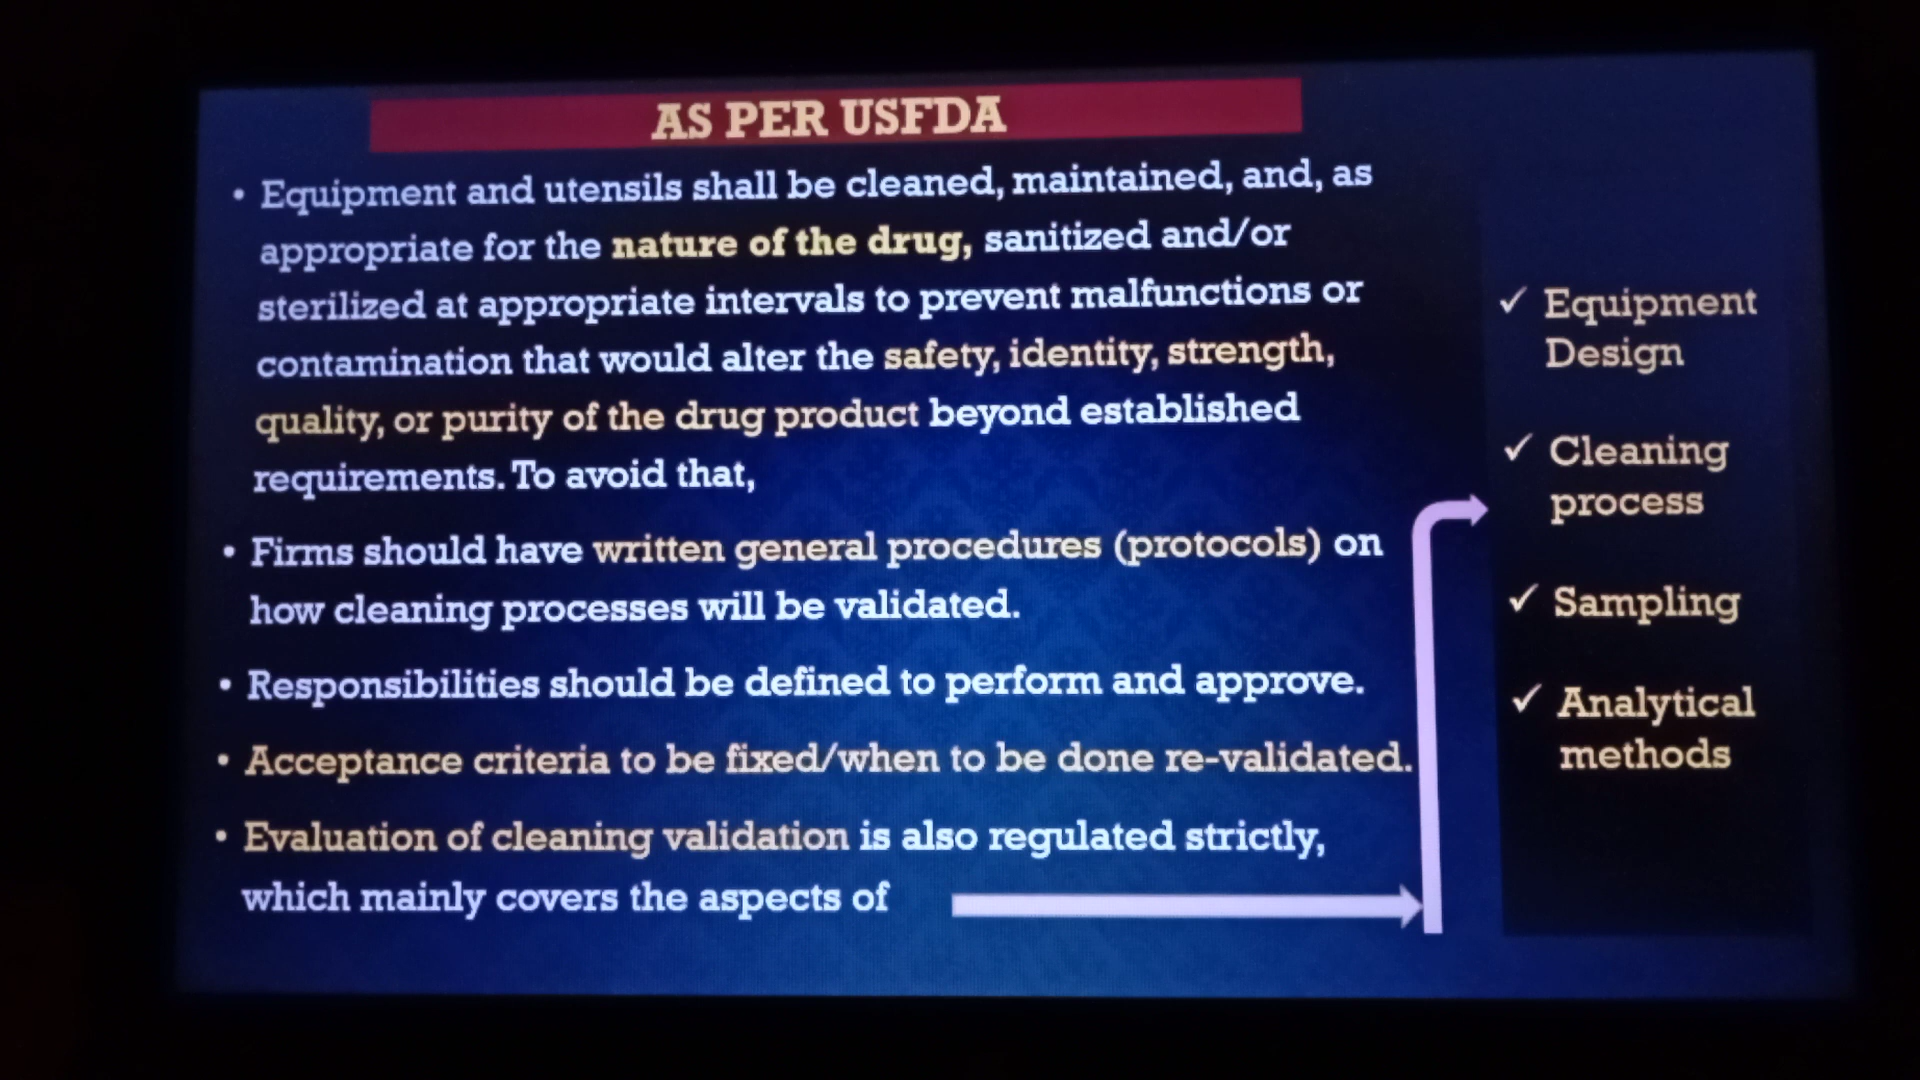 AS PER USFDA
• Equipment and utensils shall be cleaned, maintained, and, as
appropriate for the nature of the drug, sanitized and/or
sterilized at appropriate intervals to prevent malfunctions or
contamination that would alter the safety, identity, strength,
quality, or purity of the drug product beyond established
requirements. To avoid that,
• Firms should have written general procedures (protocols) on
how cleaning processes will be validated.
• Responsibilities should be defined to perform and approve.
• Acceptance criteria to be fixed/when to be done re-validated.
• Evaluation of cleaning validation is also regulated strictly,
which mainly covers the aspects of
✓ Equipment
Design
✓ Cleaning
process
✓ Sampling
✓ Analytical
methods